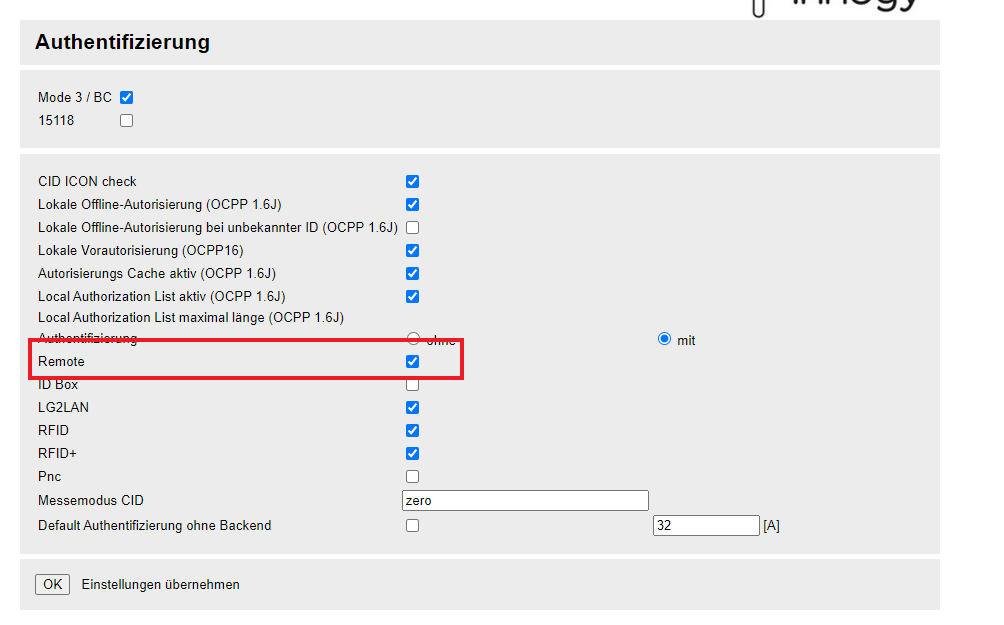 innogy
Authentifizierung
Mode 3 / BC
15118
CID ICON check
Lokale Offline-Autorisierung (OCPP 1.6J)
Lokale Offline-Autorisierung bei unbekannter ID (OCPP 1.6J)
Lokale Vorautorisierung (OCPP16)
Autorisierungs Cache aktiv (OCPP 1.6J)
Local Authorization List aktiv (OCPP 1.6J)
Local Authorization List maximal länge (OCPP 1.6J)
Authentifizierung ohne mit
Remote
ID Box
LG2LAN
RFID
RFID+
Pnc
Messemodus CID zero
Default Authentifizierung ohne Backend 32 [A]
OK Einstellungen übernehmen